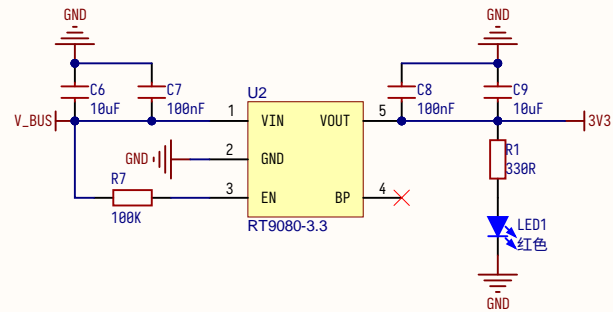 GND
GND
C6
10uF
C7
100nF
U2
C8
100nF
C9
10uF
V_BUS
1
VIN
VOUT
5
3V3
GND
2
GND
R1
330R
R7
100K
3
EN
BP
4
RT9080-3.3
LED1
红色
GND